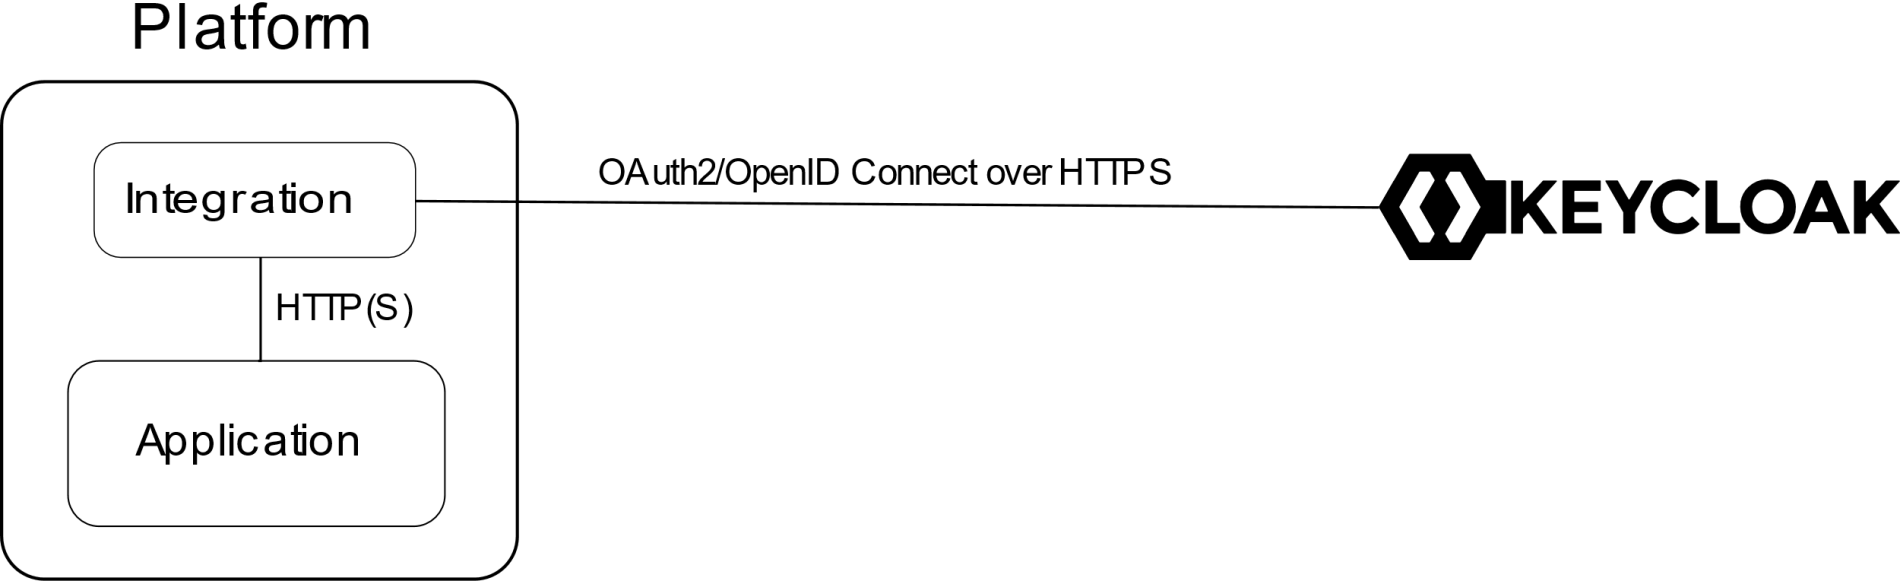 Platform
Integration
OAuth2/OpenID Connect over HTTPS
KEYCLOAK
HTTP(S)
Application